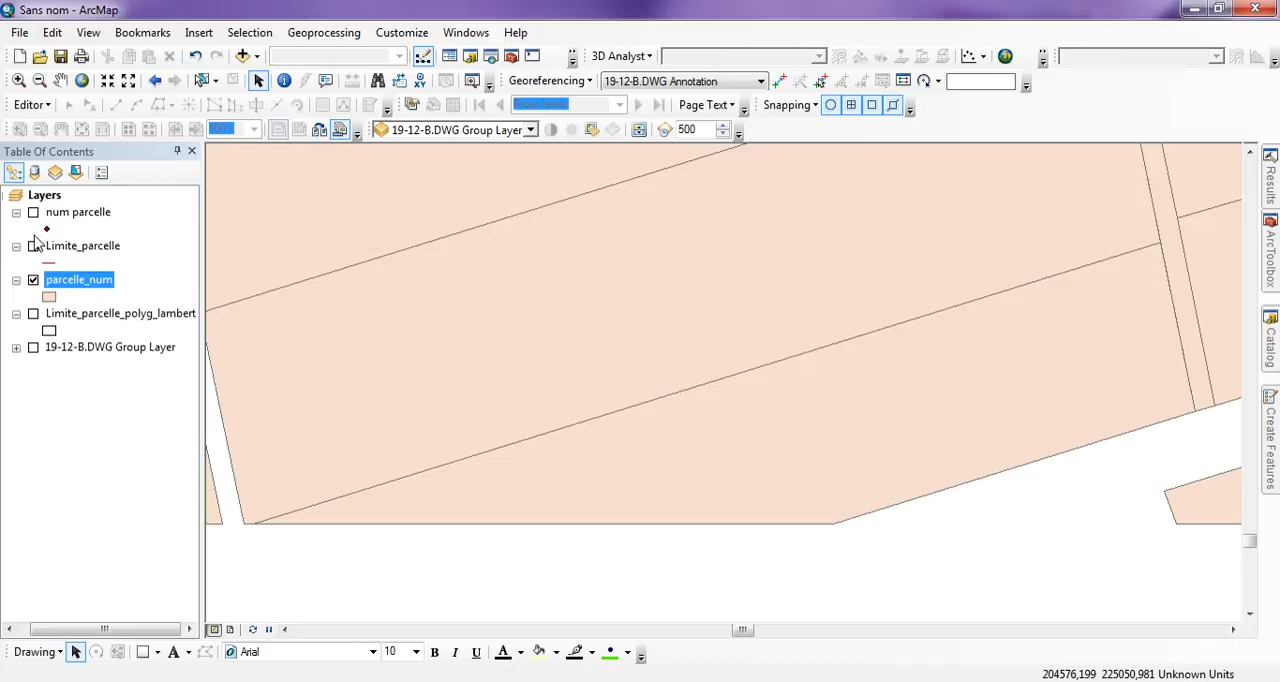 Sans nom - ArcMap
File Edit View Bookmarks Insert Selection Geoprocessing Customize Windows Help
3D Analyst
Georeferencing 19-12-B.DWG Annotation
Editor Page Text Snapping
100% 19-12-B.DWG Group Layer 500
Table Of Contents
Layers
num parcelle
Limite_parcelle
parcelle_num
Limite_parcelle_polyg_lambert
19-12-B.DWG Group Layer
Results
ArcToolbox
Catalog
Create Features
Drawing A Arial 10 B I U A
204576,199 225050,981 Unknown Units